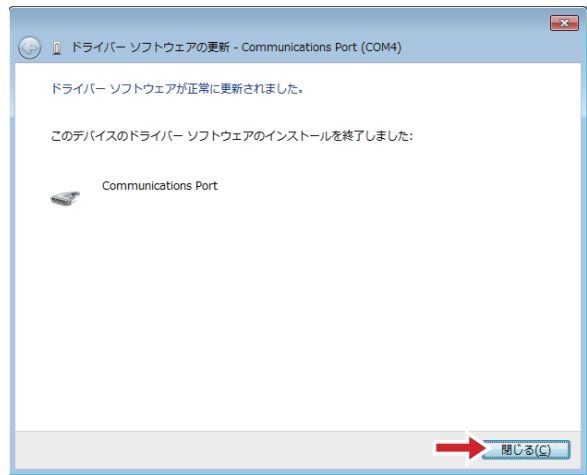 ドライバー ソフトウェアの更新 - Communications Port (COM4)
ドライバー ソフトウェアが正常に更新されました。
このデバイスのドライバー ソフトウェアのインストールを終了しました:
Communications Port
閉じる(C)